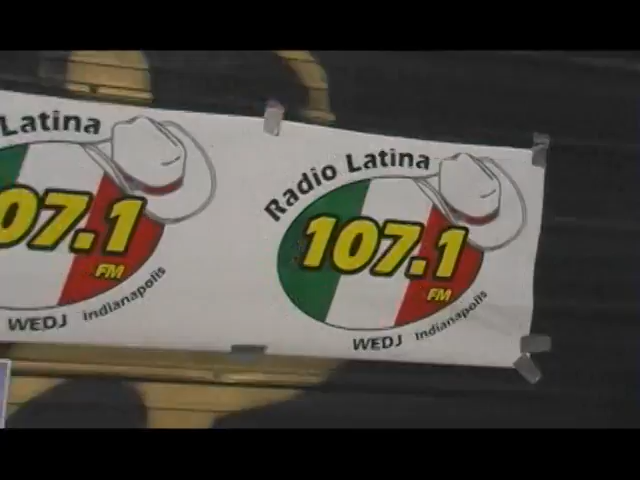 Latina
07.1
FM
WEDJ Indianapolis
Radio Latina
107.1
FM
WEDJ Indianapolis